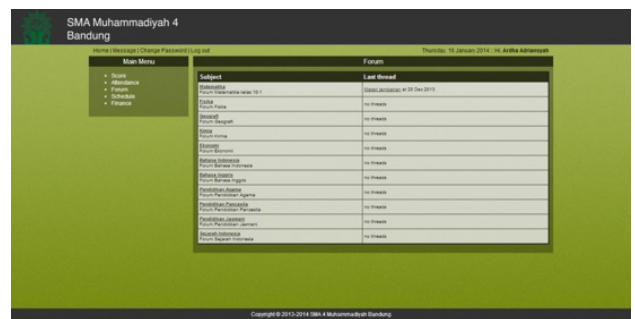 SMA Muhammadiyah 4
Bandung
Home | Message | Change Password | Log out
Thursday, 16 January 2014 | Hi, Ardha Adriansyah
Main Menu
Score
Attendance
Forum
Schedule
Finance
Forum
Subject Last thread
Matematika
Forum Matematika kelas 10-1
at 28 Dec 2013
Fisika
Forum Fisika
no threads
Geografi
Forum Geografi
no threads
Kimia
Forum Kimia
no threads
Ekonomi
Forum Ekonomi
no threads
Bahasa Indonesia
Forum Bahasa Indonesia
no threads
Bahasa Inggris
Forum Bahasa Inggris
no threads
Pendidikan Agama
Forum Pendidikan Agama
no threads
Pendidikan Pancasila
Forum Pendidikan Pancasila
no threads
Pendidikan Jasmani
Forum Pendidikan Jasmani
no threads
Sejarah Indonesia
Forum Sejarah Indonesia
no threads
Copyright © 2013-2014 SMA 4 Muhammadiyah Bandung